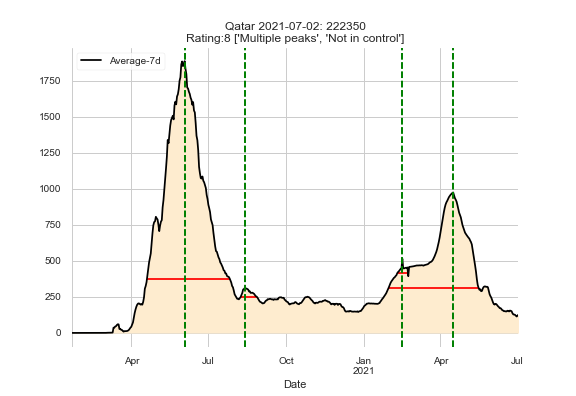 Qatar 2021-07-02: 222350
Rating:8 ['Multiple peaks', 'Not in control']
Average-7d
1750
1500
1250
1000
750
500
250
0
Apr
Jul
Oct
Jan
2021
Apr
Jul
Date